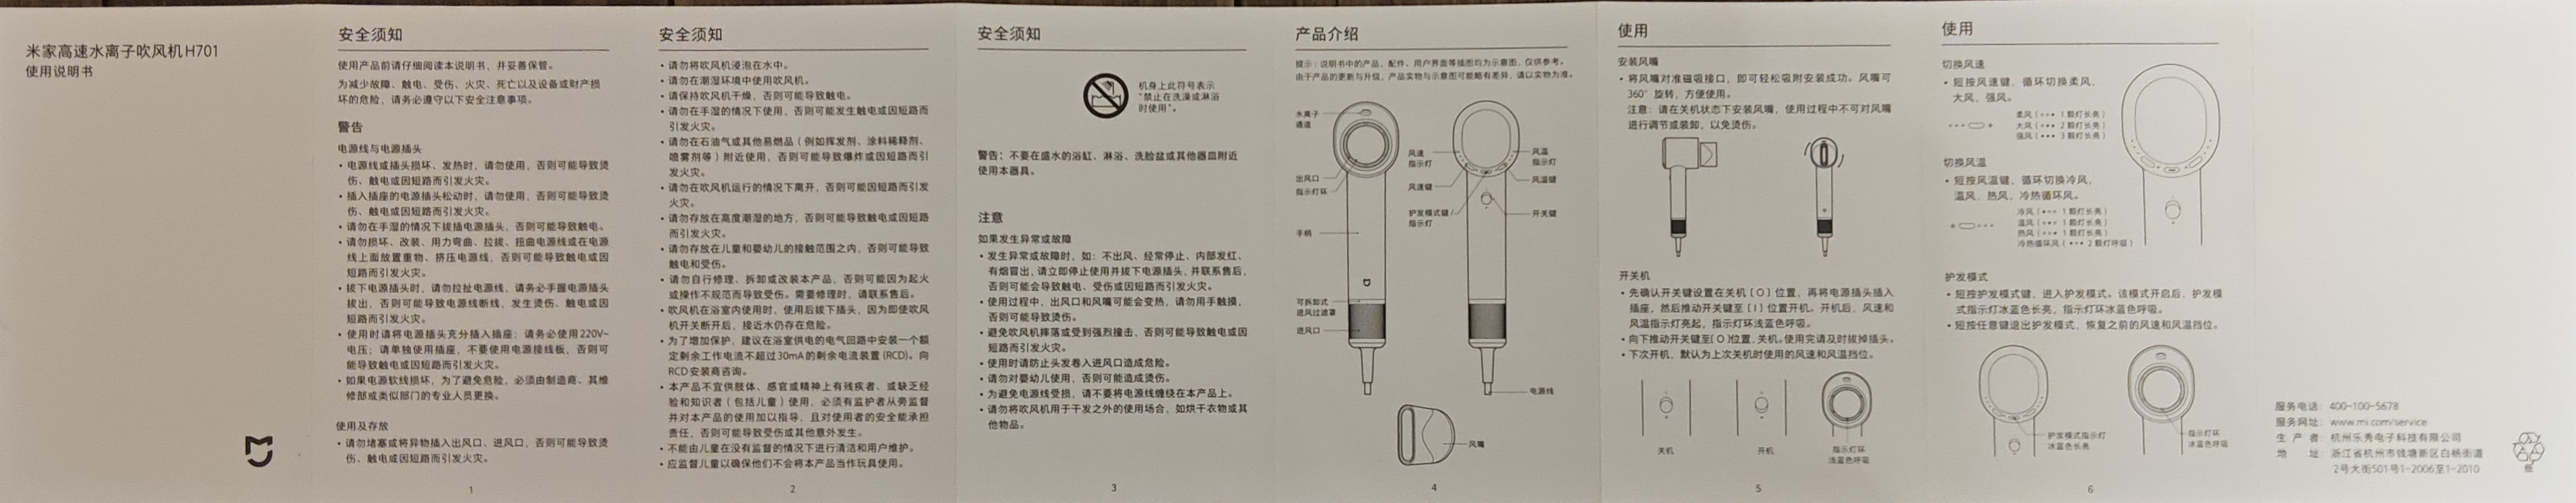 米家高速水离子吹风机H701
使用说明书
安全须知
使用产品前请仔细阅读本说明书，并妥善保管。
为减少故障、触电、受伤、火灾、死亡以及设备或财产损
坏的危险，请务必遵守以下安全注意事项。
警告
电源线与电源插头
• 电源线或插头损坏、发热时，请勿使用，否则可能导致烫
伤、触电或因短路而引发火灾。
• 插入插座的电源插头松动时，请勿使用，否则可能导致烫
伤、触电或因短路而引发火灾。
• 请勿在手湿的情况下拔插电源插头，否则可能导致触电。
• 请勿损坏、改装、用力弯曲、拉拔、扭曲电源线或在电源
线上面放置重物、挤压电源线，否则可能导致触电或因
短路而引发火灾。
• 拔下电源插头时，请勿拉扯电源线，请务必手握电源插头
拔出，否则可能导致电源线断线，发生烫伤、触电或因
短路而引发火灾。
• 使用时请将电源插头充分插入插座；请务必使用220V~
电压；请单独使用插座，不要使用电源接线板，否则可
能导致触电或因短路而引发火灾。
• 如果电源软线损坏，为了避免危险，必须由制造商、其维
修部或类似部门的专业人员更换。
使用及存放
• 请勿堵塞或将异物插入出风口、进风口，否则可能导致烫
伤、触电或因短路而引发火灾。
1
安全须知
• 请勿将吹风机浸泡在水中。
• 请勿在潮湿环境中使用吹风机。
• 请保持吹风机干燥，否则可能导致触电。
• 请勿在手湿的情况下使用，否则可能发生触电或因短路而
引发火灾。
• 请勿在石油气或其他易燃品（例如挥发剂、涂料稀释剂、
喷雾剂等）附近使用，否则可能导致爆炸或因短路而引
发火灾。
• 请勿在吹风机运行的情况下离开，否则可能因短路而引发
火灾。
• 请勿存放在高度潮湿的地方，否则可能导致触电或因短路
而引发火灾。
• 请勿存放在儿童和婴幼儿的接触范围之内，否则可能导致
触电和受伤。
• 请勿自行修理、拆卸或改装本产品，否则可能因为起火
或操作不规范而导致受伤。需要修理时，请联系售后。
• 吹风机在浴室内使用时，使用后拔下插头，因为即使吹风
机开关断开后，接近水仍存在危险。
• 为了增加保护，建议在浴室供电的电气回路中安装一个额
定剩余工作电流不超过30mA的剩余电流装置(RCD)。向
RCD安装商咨询。
• 本产品不宜供肢体、感官或精神上有残疾者、或缺乏经
验和知识者（包括儿童）使用，必须有监护者从旁监督
并对本产品的使用加以指导，且对使用者的安全能承担
责任，否则可能导致受伤或其他意外发生。
• 不能由儿童在没有监督的情况下进行清洁和用户维护。
• 应监督儿童以确保他们不会将本产品当作玩具使用。
2
安全须知
机身上此符号表示
“禁止在洗澡或淋浴
时使用”。
警告：不要在盛水的浴缸、淋浴、洗脸盆或其他器皿附近
使用本器具。
注意
如果发生异常或故障
• 发生异常或故障时，如：不出风、经常停止、内部发红、
有烟冒出，请立即停止使用并拔下电源插头，并联系售后，
否则可能会导致触电、受伤或因短路而引发火灾。
• 使用过程中，出风口和风嘴可能会变热，请勿用手触摸，
否则可能导致烫伤。
• 避免吹风机摔落或受到强烈撞击，否则可能导致触电或因
短路而引发火灾。
• 使用时请防止头发卷入进风口造成危险。
• 请勿对婴幼儿使用，否则可能造成烫伤。
• 为避免电源线受损，请不要将电源线缠绕在本产品上。
• 请勿将吹风机用于干发之外的使用场合，如烘干衣物或其
他物品。
3
产品介绍
提示：说明书中的产品、配件、用户界面等插图均为示意图，仅供参考。
由于产品的更新与升级，产品实物与示意图可能略有差异，请以实物为准。
水离子
通道
出风口
指示灯环
手柄
可拆卸式
进风过滤罩
进风口
风速
指示灯
风速键
护发模式键/
指示灯
风温
指示灯
风温键
开关键
电源线
风嘴
4
使用
安装风嘴
• 将风嘴对准磁吸接口，即可轻松吸附安装成功。风嘴可
360°旋转，方便使用。
注意：请在关机状态下安装风嘴，使用过程中不可对风嘴
进行调节或装卸，以免烫伤。
开关机
• 先确认开关键设置在关机 [ O ] 位置，再将电源插头插入
插座，然后推动开关键至 [ I ] 位置开机。开机后，风速和
风温指示灯亮起，指示灯环浅蓝色呼吸。
• 向下推动开关键至[ O ]位置，关机。使用完请及时拔掉插头。
• 下次开机，默认为上次关机时使用的风速和风温挡位。
关机
开机
指示灯环
浅蓝色呼吸
5
使用
切换风速
• 短按风速键，循环切换柔风、
大风、强风。
柔风（ 1 颗灯长亮）
大风（ 2 颗灯长亮）
强风（ 3 颗灯长亮）
切换风温
• 短按风温键，循环切换冷风、
温风、热风、冷热循环风。
冷风（ 1 颗灯长亮）
温风（ 1 颗灯长亮）
热风（ 1 颗灯长亮）
冷热循环风（ 2 颗灯呼吸）
护发模式
• 短按护发模式键，进入护发模式。该模式开启后，护发模
式指示灯冰蓝色长亮，指示灯环冰蓝色呼吸。
• 短按任意键退出护发模式，恢复之前的风速和风温挡位。
护发模式指示灯
冰蓝色长亮
指示灯环
冰蓝色呼吸
6
服务电话：400-100-5678
服务网址：www.mi.com/service
生 产 者：杭州乐秀电子科技有限公司
地 址：浙江省杭州市钱塘新区白杨街道
2号大街501号1-2006至1-2010
纸